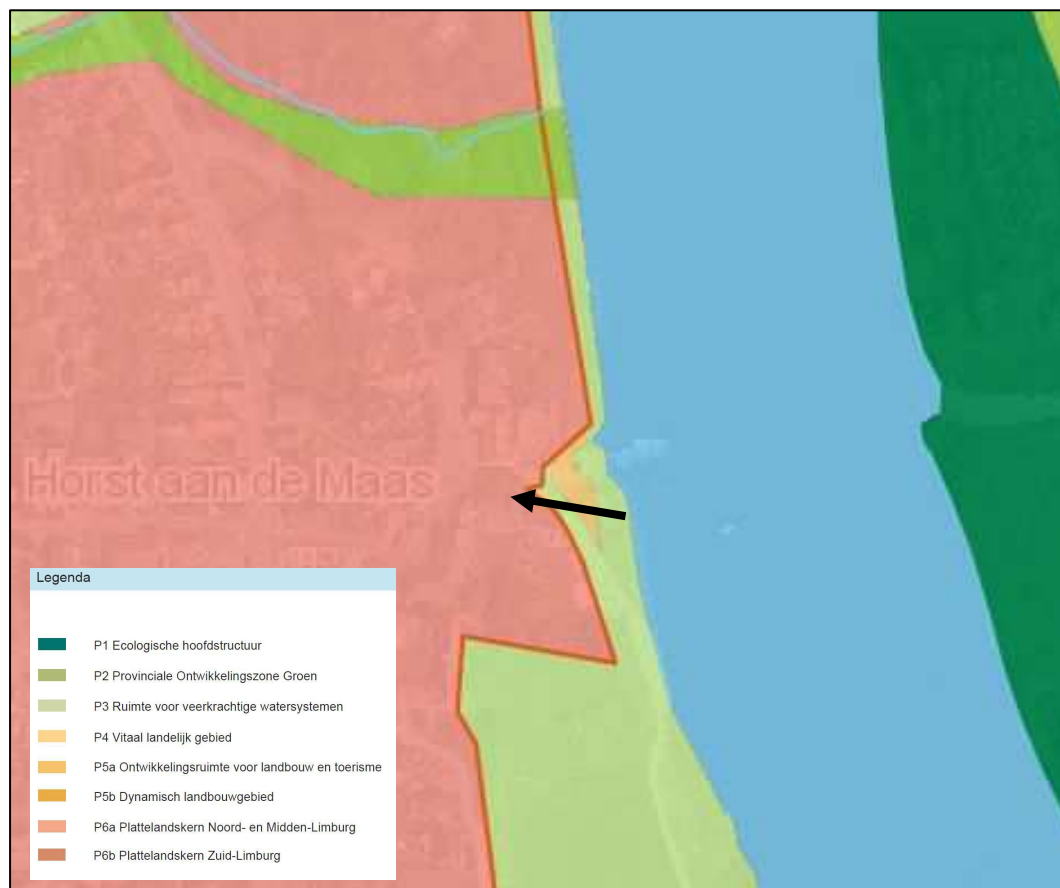 Horst aan de Maas
Legenda
P1 Ecologische hoofdstructuur
P2 Provinciale Ontwikkelingszone Groen
P3 Ruimte voor veerkrachtige watersystemen
P4 Vitaal landelijk gebied
P5a Ontwikkelingsruimte voor landbouw en toerisme
P5b Dynamisch landbouwgebied
P6a Plattelandskern Noord- en Midden-Limburg
P6b Plattelandskern Zuid-Limburg